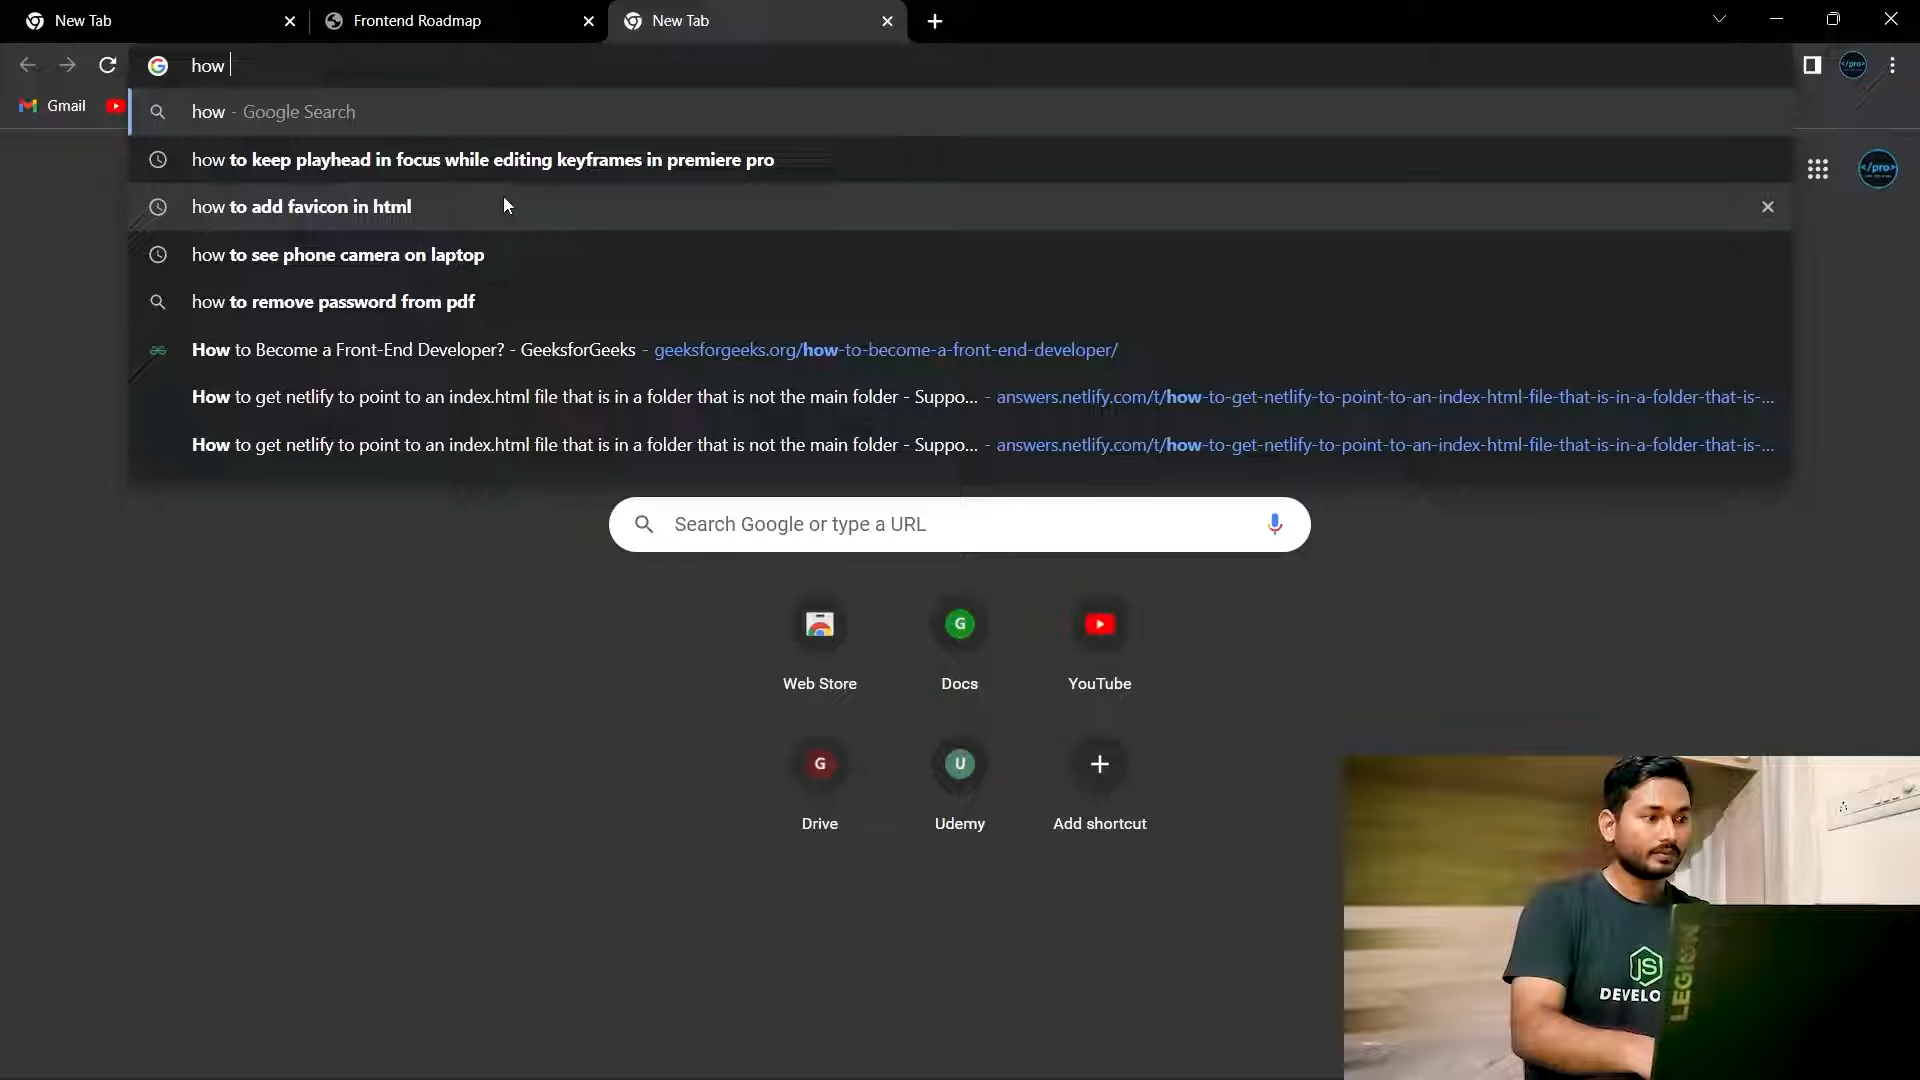 New Tab
Frontend Roadmap
New Tab
how
Gmail
</pro>
how - Google Search
how to keep playhead in focus while editing keyframes in premiere pro
how to add favicon in html
</pro>
how to see phone camera on laptop
how to remove password from pdf
How to Become a Front-End Developer? - GeeksforGeeks - geeksforgeeks.org/how-to-become-a-front-end-developer/
How to get netlify to point to an index.html file that is in a folder that is not the main folder - Suppo... - answers.netlify.com/t/how-to-get-netlify-to-point-to-an-index-html-file-that-is-in-a-folder-that-is-...
How to get netlify to point to an index.html file that is in a folder that is not the main folder - Suppo... - answers.netlify.com/t/how-to-get-netlify-to-point-to-an-index-html-file-that-is-in-a-folder-that-is-...
Search Google or type a URL
G
Web Store Docs YouTube
G U
Drive Udemy Add shortcut
JS
DEVELO
LEGION